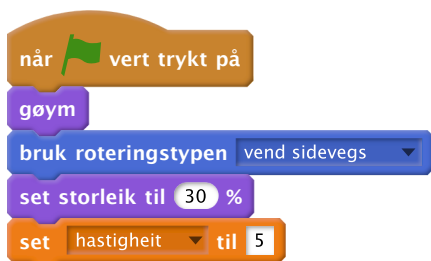 når vert trykt på
gøym
bruk roteringstypen vend sidevegs
set storleik til 30 %
set hastigheit til 5